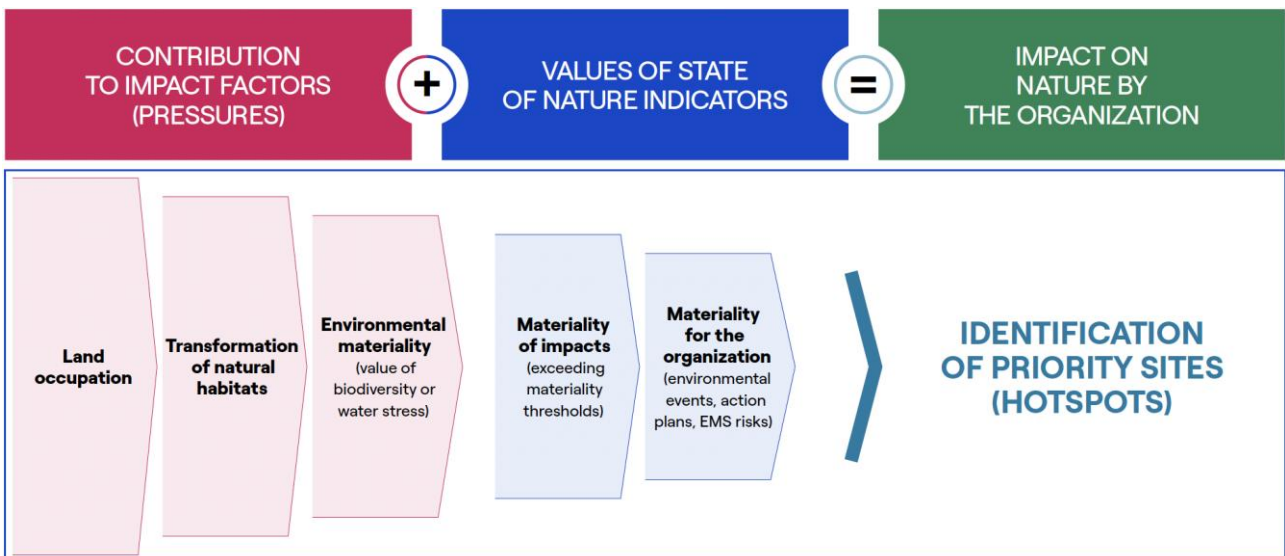 CONTRIBUTION
TO IMPACT FACTORS
(PRESSURES)
+
VALUES OF STATE
OF NATURE INDICATORS
=
IMPACT ON
NATURE BY
THE ORGANIZATION
Land
occupation
Transformation
of natural
habitats
Environmental
materiality
(value of
biodiversity or
water stress)
Materiality
of impacts
(exceeding
materiality
thresholds)
Materiality
for the
organization
(environmental
events, action
plans, EMS risks)
IDENTIFICATION
OF PRIORITY SITES
(HOTSPOTS)